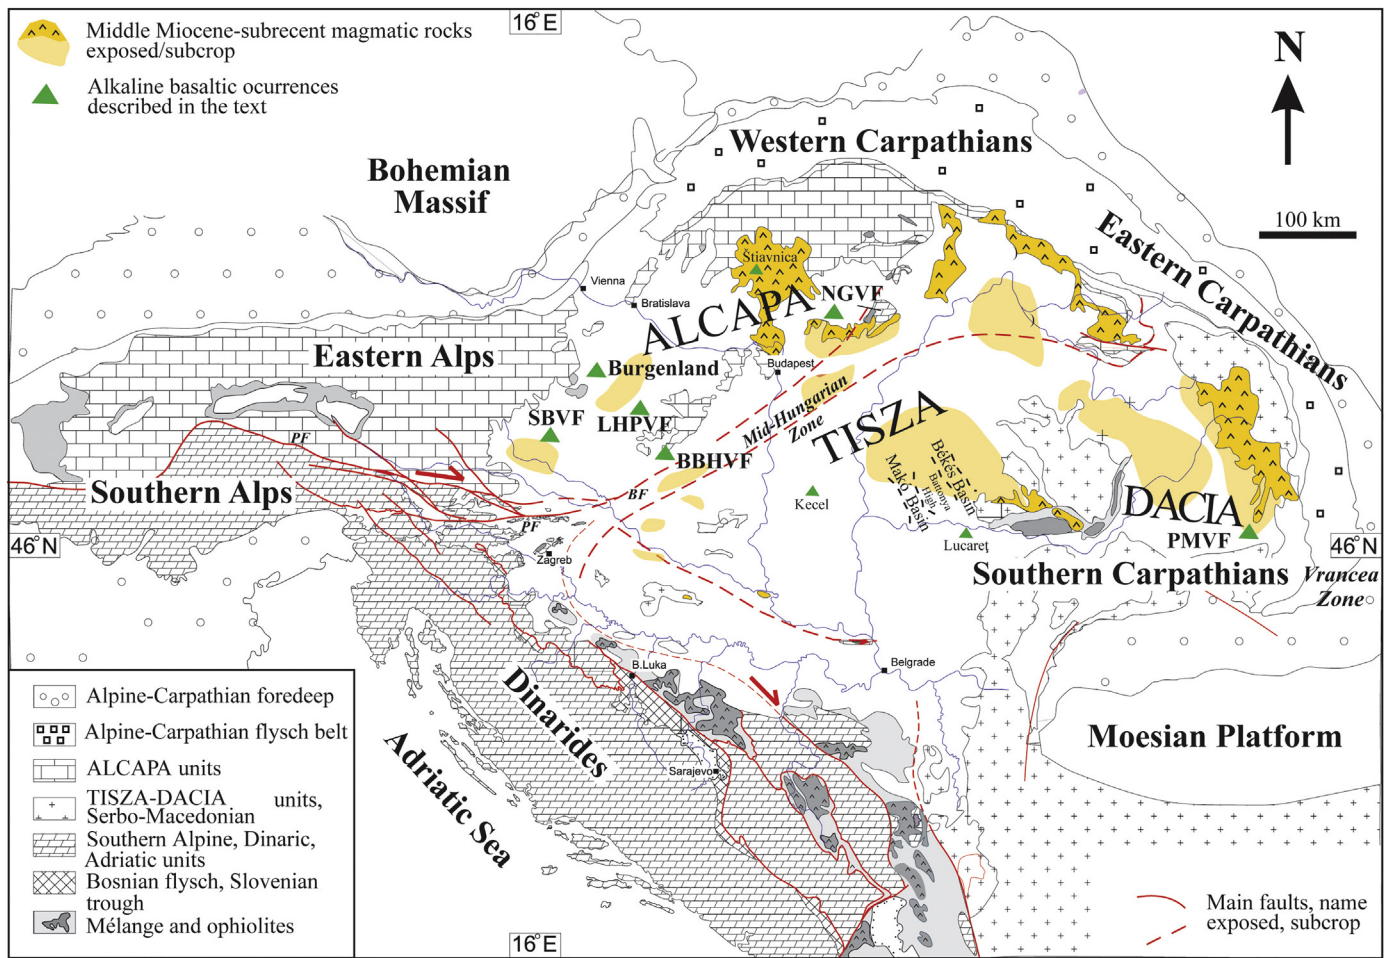 16°E
Middle Miocene-subrecent magmatic rocks
exposed/subcrop
Alkaline basaltic ocurrences
described in the text
N
100 km
Bohemian
Massif
Western Carpathians
Eastern Carpathians
Štiavnica
Vienna
Bratislava
ALCAPA
NGVF
Eastern Alps
Burgenland
Budapest
SBVF
LHPVF
Mid-Hungarian
Zone
TISZA
PF
BBHVF
Southern Alps
BF
Kecel
Békés Basin
Battonya
High
Makó Basin
DACIA
PF
46°N
Zagreb
Lucareţ
PMVF
46°N
Southern Carpathians
Vrancea
Zone
B.Luka
Belgrade
Dinarides
Adriatic Sea
Sarajevo
Moesian Platform
Alpine-Carpathian foredeep
Alpine-Carpathian flysch belt
ALCAPA units
TISZA-DACIA units,
Serbo-Macedonian
Southern Alpine, Dinaric,
Adriatic units
Bosnian flysch, Slovenian
trough
Mélange and ophiolites
16°E
Main faults, name
exposed, subcrop